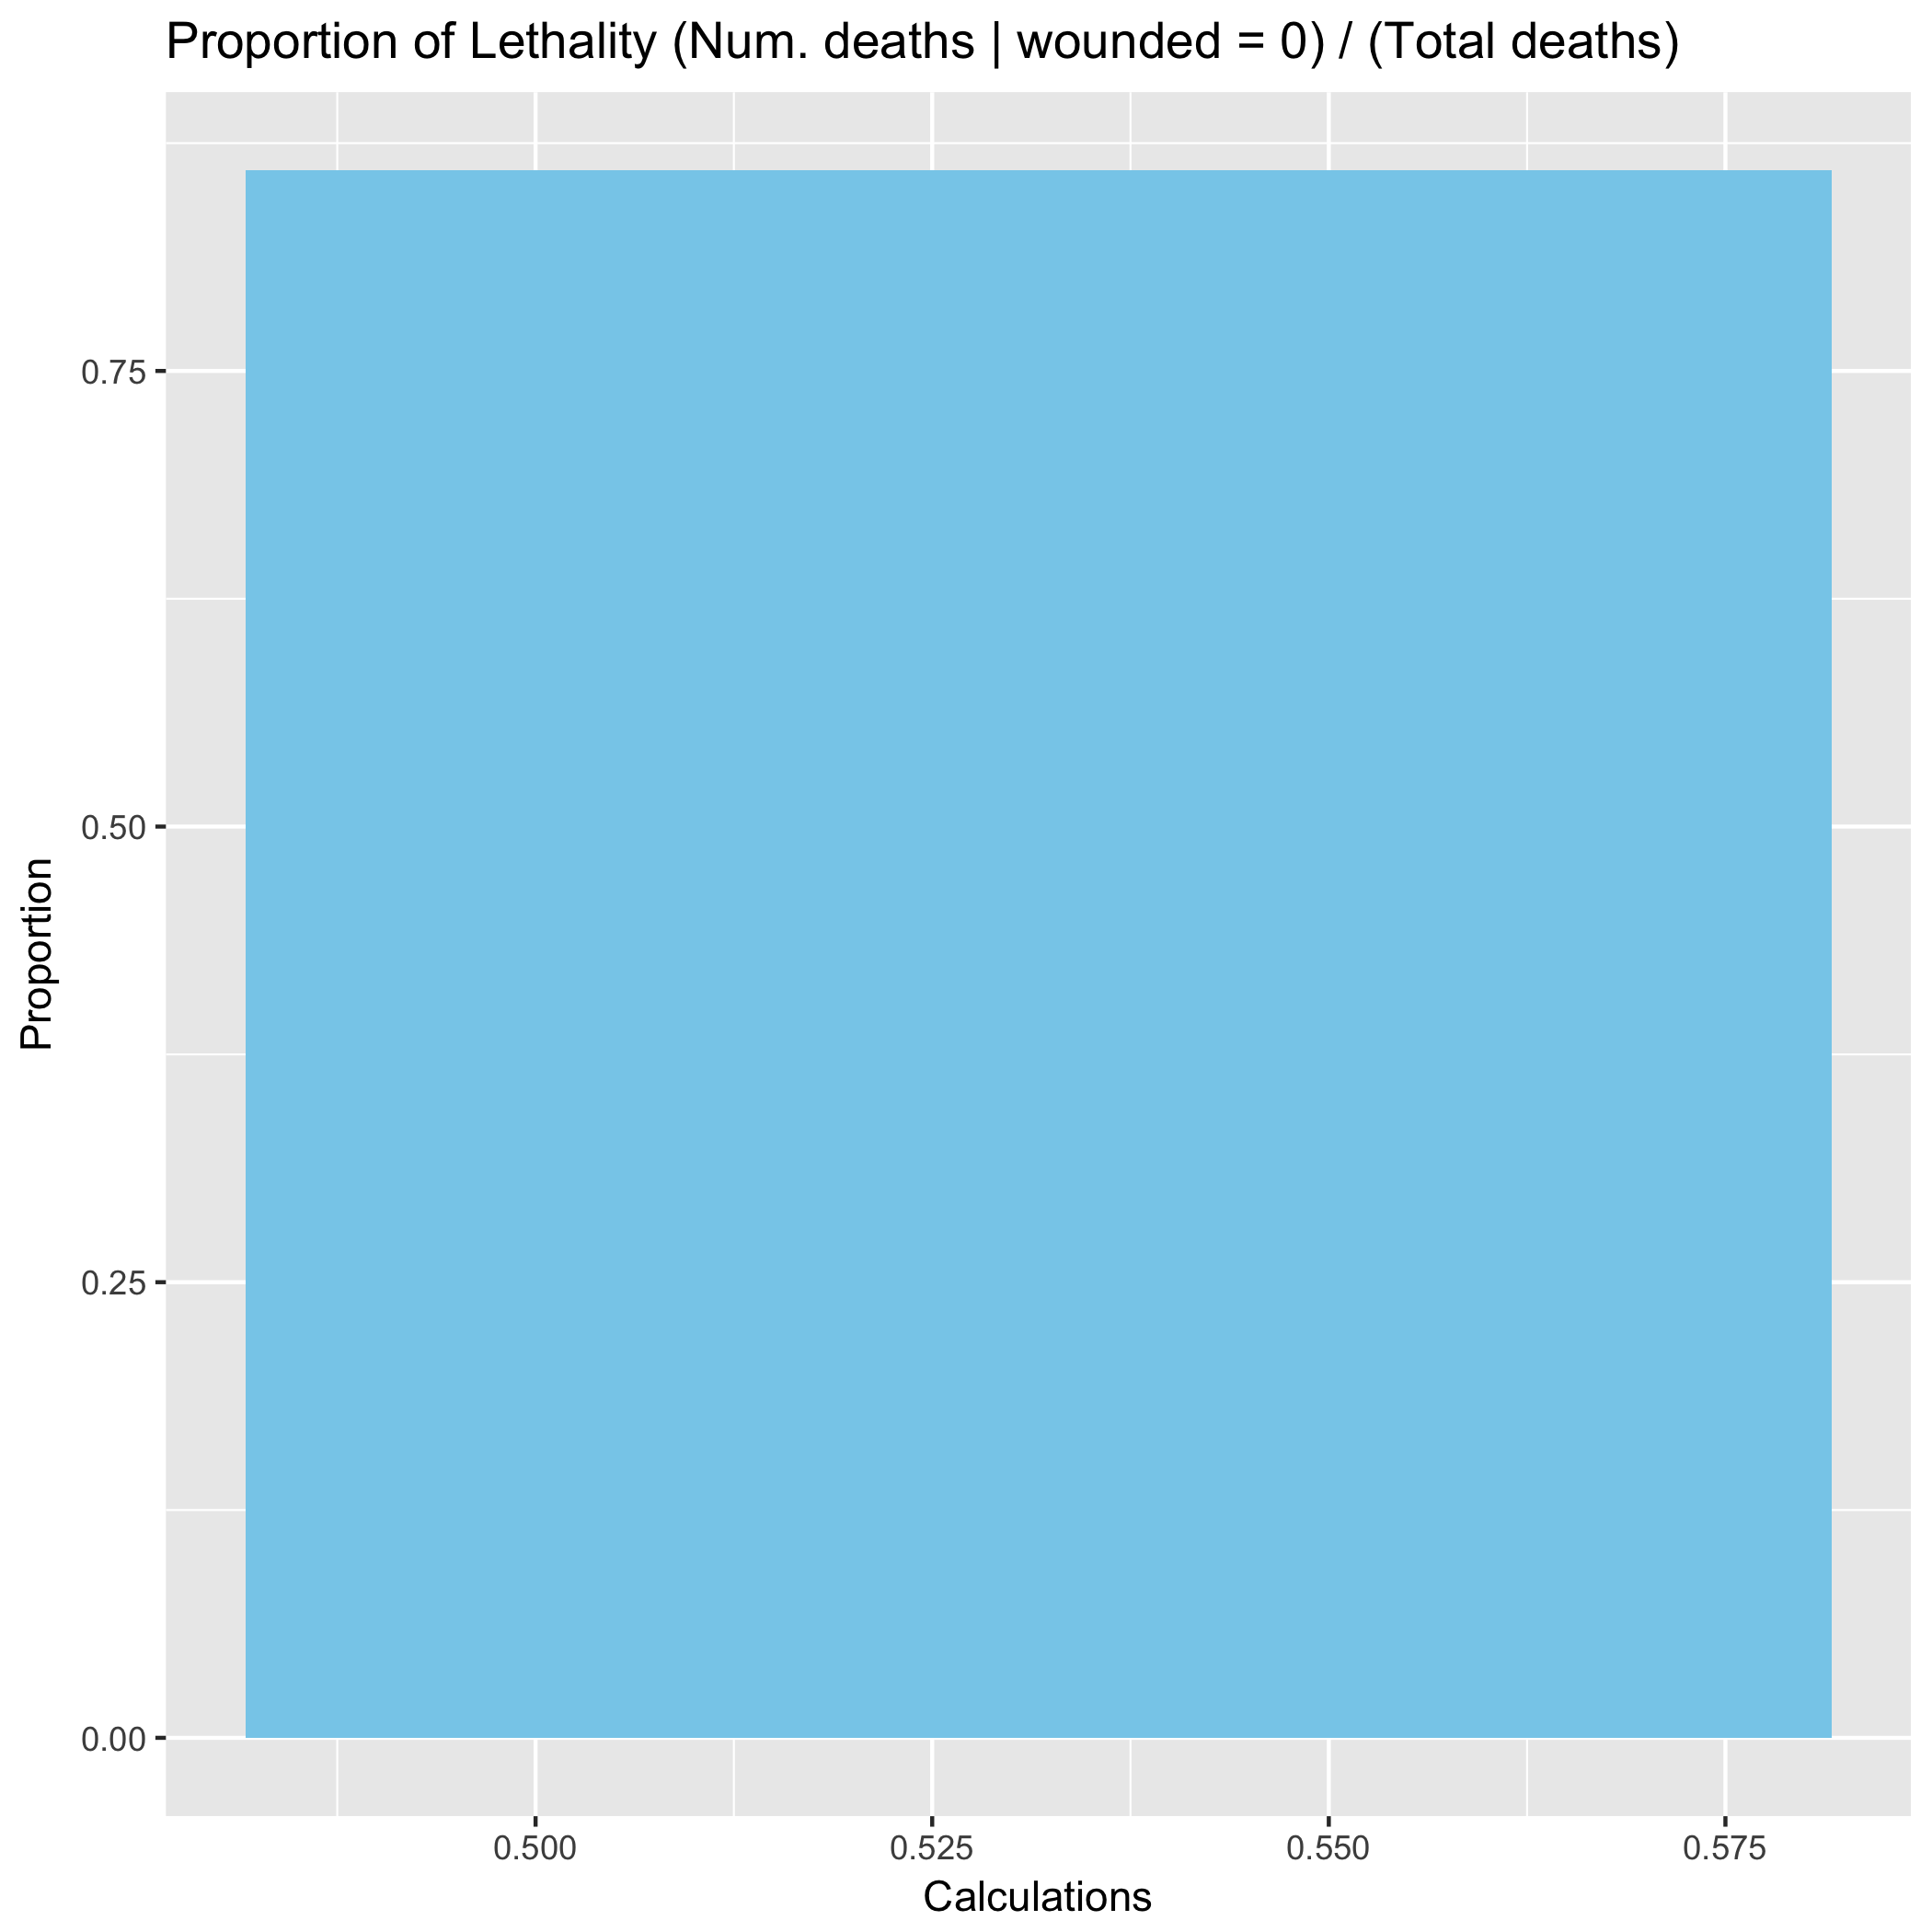 Proportion of Lethality (Num. deaths | wounded = 0) / (Total deaths)
Proportion
0.75
0.50
0.25
0.00
0.500 0.525 0.550 0.575
Calculations